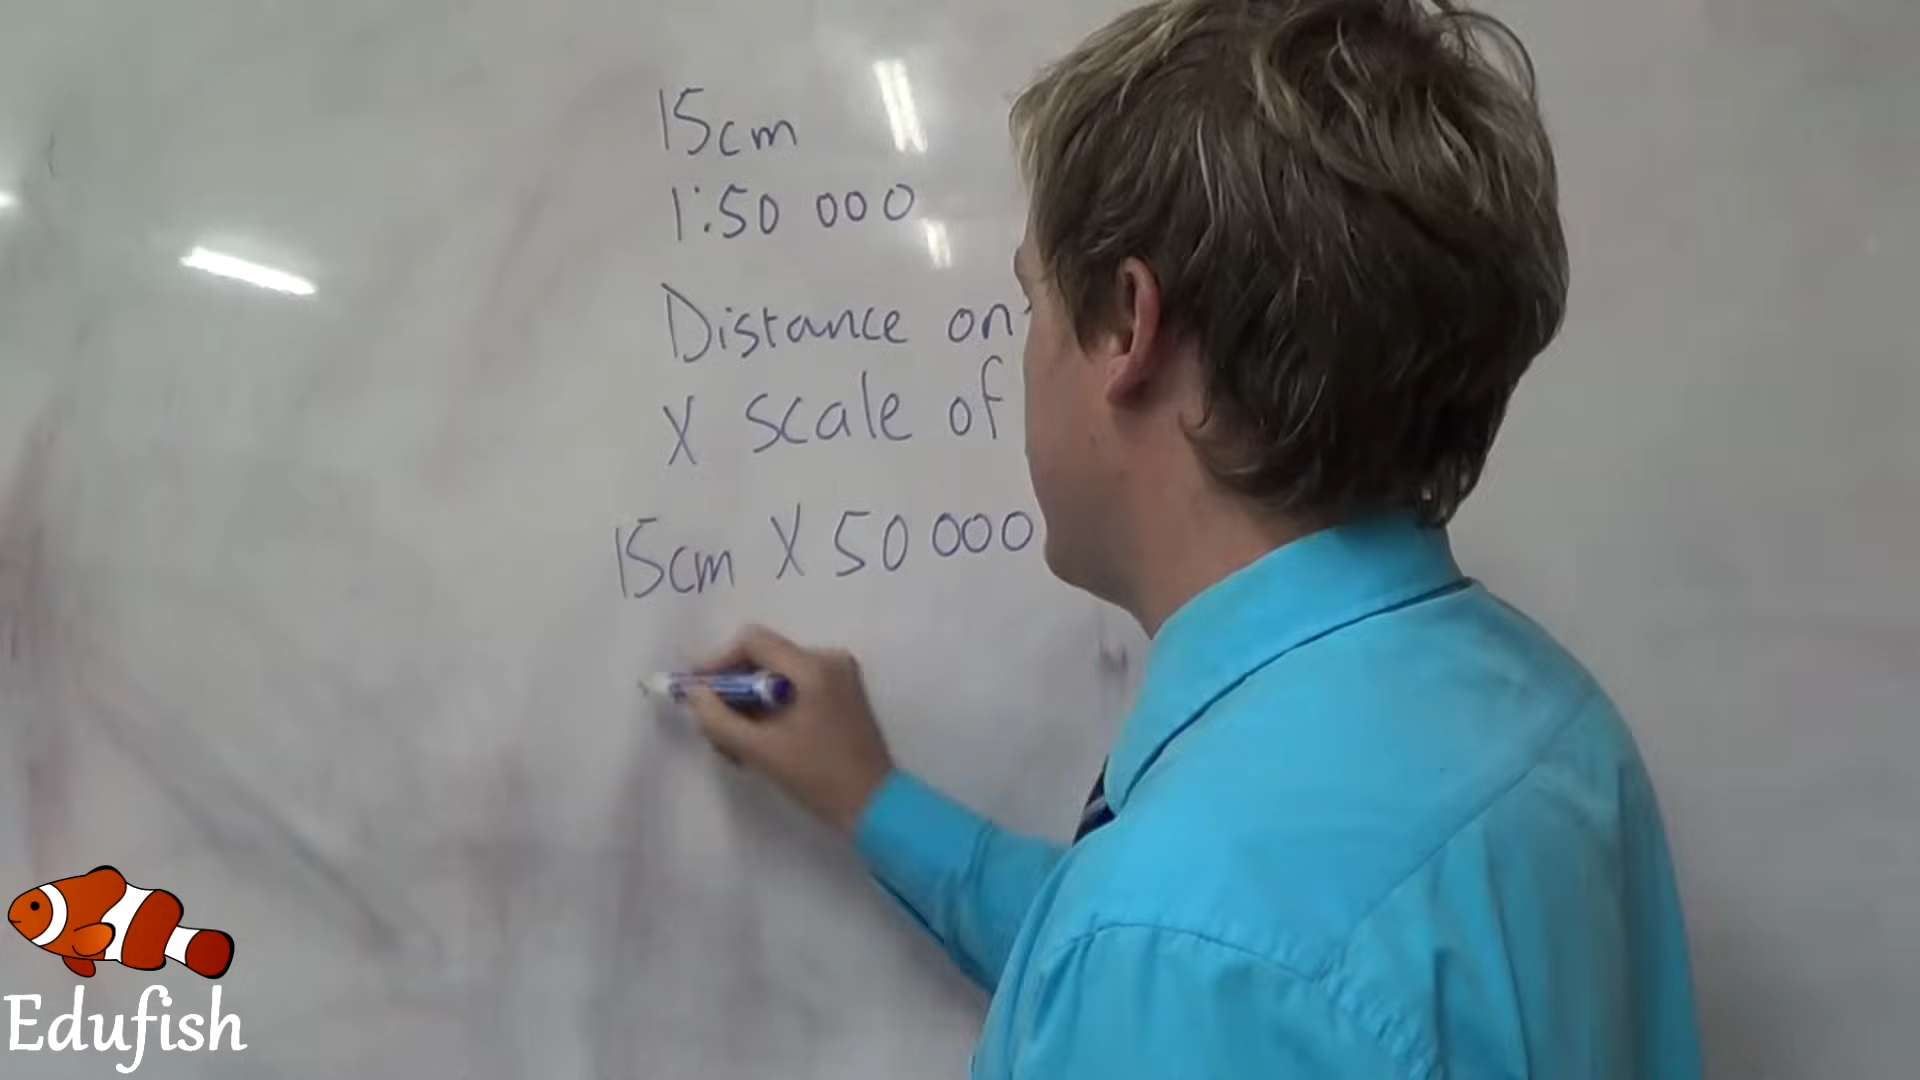 15cm
1:50 000
Distance on
X scale of
15cm X 50 000
Edufish